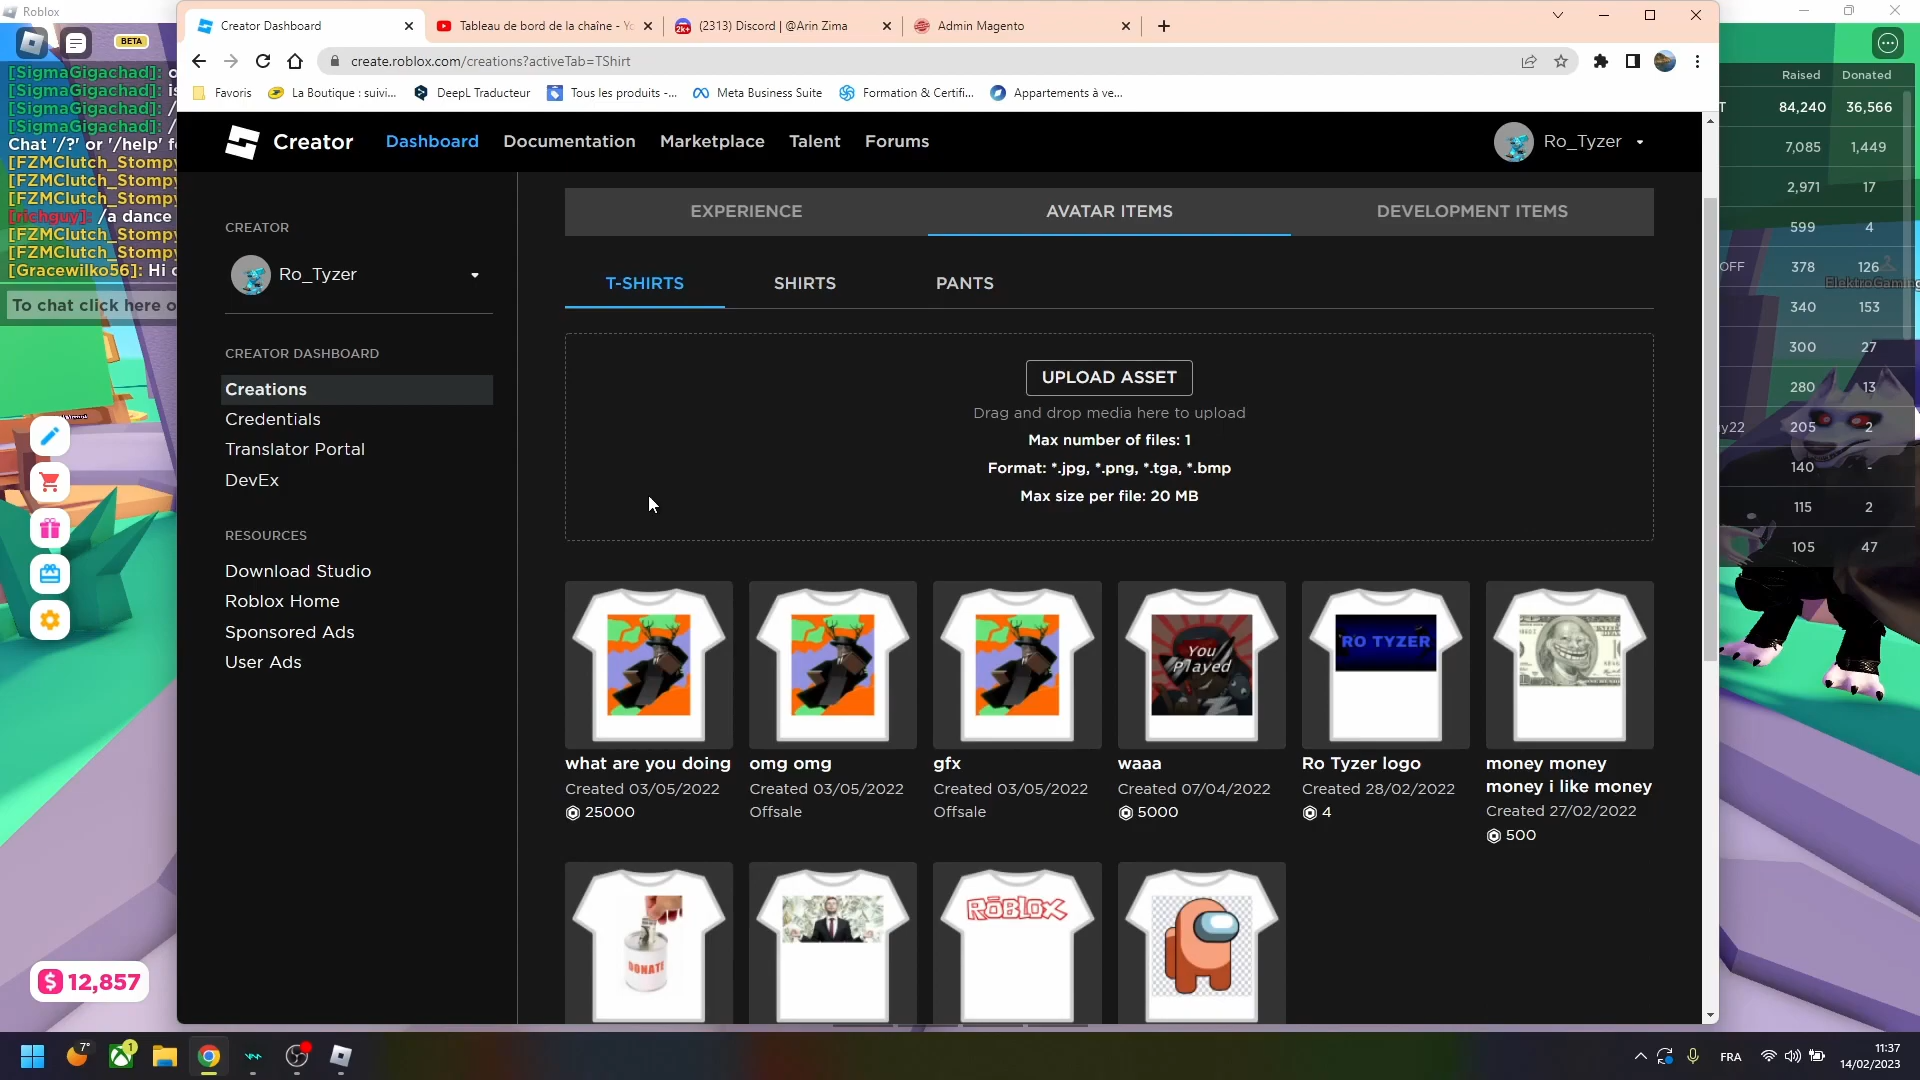 Roblox
Creator Dashboard
Tableau de bord de la chaîne - Yo
(2313) Discord | @Arin Zima
Admin Magento
create.roblox.com/creations?activeTab=TShirt
Favoris
La Boutique : suivi...
DeepL Traducteur
Tous les produits -...
Meta Business Suite
Formation & Certifi...
Appartements à ve...
BETA
[SigmaGigachad]: o
[SigmaGigachad]: is
[SigmaGigachad]: /
[SigmaGigachad]: /
Chat '/?' or '/help' f
[FZMClutch_Stompy
[FZMClutch_Stompy
[FZMClutch_Stompy
[richguy]: /a dance
[FZMClutch_Stompy
[FZMClutch_Stompy
[Gracewilko56]: Hi c
To chat click here o
$ 12,857
Creator
Dashboard
Documentation
Marketplace
Talent
Forums
Ro_Tyzer
CREATOR
Ro_Tyzer
CREATOR DASHBOARD
Creations
Credentials
Translator Portal
DevEx
RESOURCES
Download Studio
Roblox Home
Sponsored Ads
User Ads
EXPERIENCE
AVATAR ITEMS
DEVELOPMENT ITEMS
T-SHIRTS
SHIRTS
PANTS
UPLOAD ASSET
Drag and drop media here to upload
Max number of files: 1
Format: *.jpg, *.png, *.tga, *.bmp
Max size per file: 20 MB
what are you doing
Created 03/05/2022
25000
omg omg
Created 03/05/2022
Offsale
gfx
Created 03/05/2022
Offsale
You
Played
waaa
Created 07/04/2022
5000
RO TYZER
Ro Tyzer logo
Created 28/02/2022
4
money money
money i like money
Created 27/02/2022
500
DONATE
ROBLOX
Raised Donated
T 84,240 36,566
7,085 1,449
2,971 17
599 4
OFF 378 126
ElektroGaming
340 153
300 27
280 13
y22 205 2
140 -
115 2
105 47
7°
1
FRA
11:37
14/02/2023